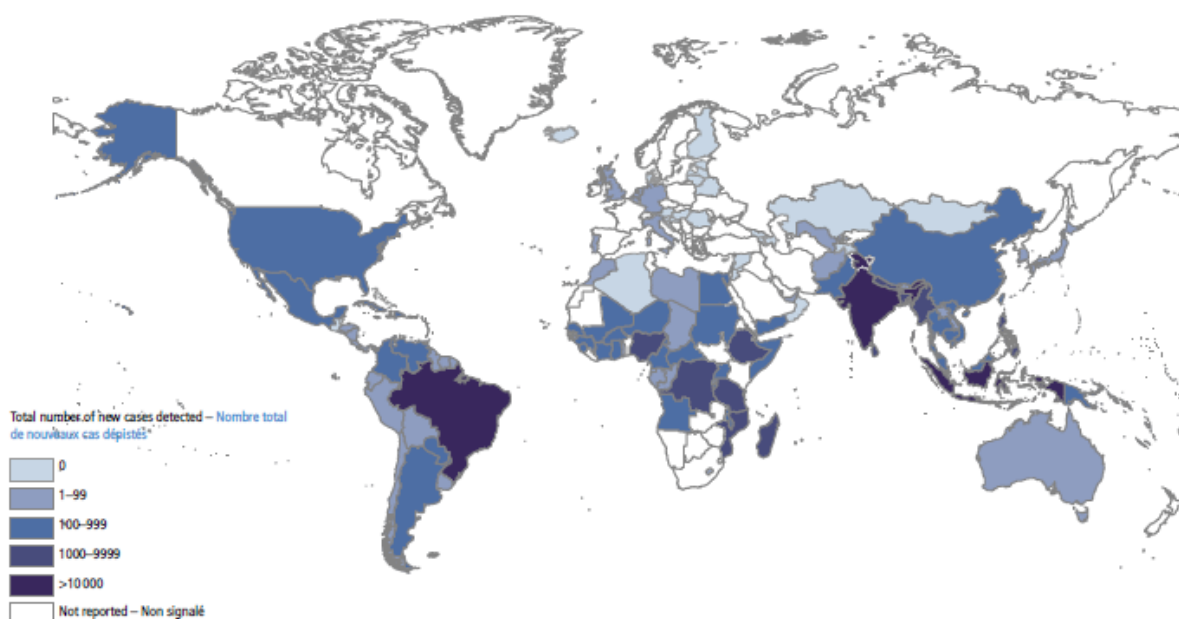 Total number of new cases detected – Nombre total
de nouveaux cas dépistés
0
1–99
100–999
1000–9999
>10 000
Not reported – Non signalé